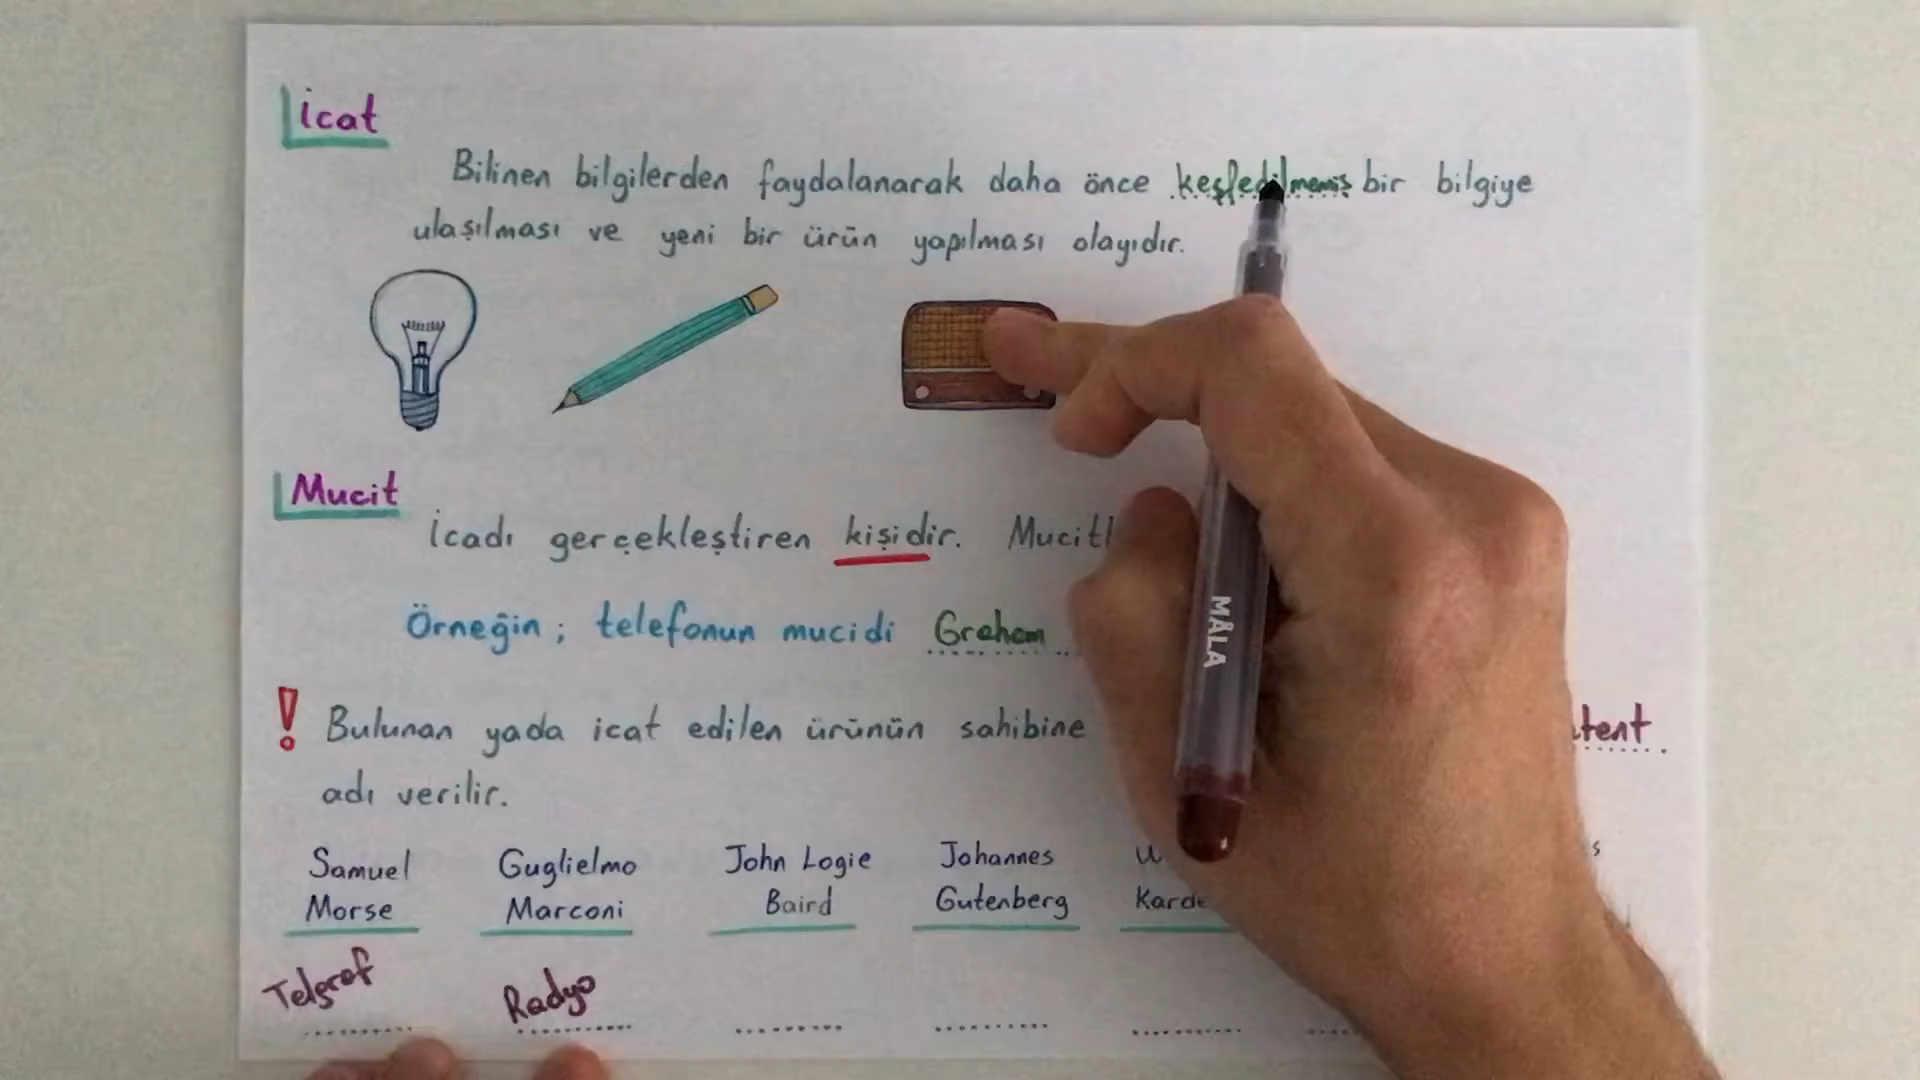 İcat
Bilinen bilgilerden faydalanarak daha önce keşfedilmemiş bir bilgiye
ulaşılması ve yeni bir ürün yapılması olayıdır.
Mucit
İcadı gerçekleştiren kişidir.
Örneğin; telefonun mucidi Graham
! Bulunan yada icat edilen ürünün sahibine
adı verilir.
Samuel Guglielmo John Logie Johannes
Morse Marconi Baird Gutenberg
Telgraf Radyo
MÅLA